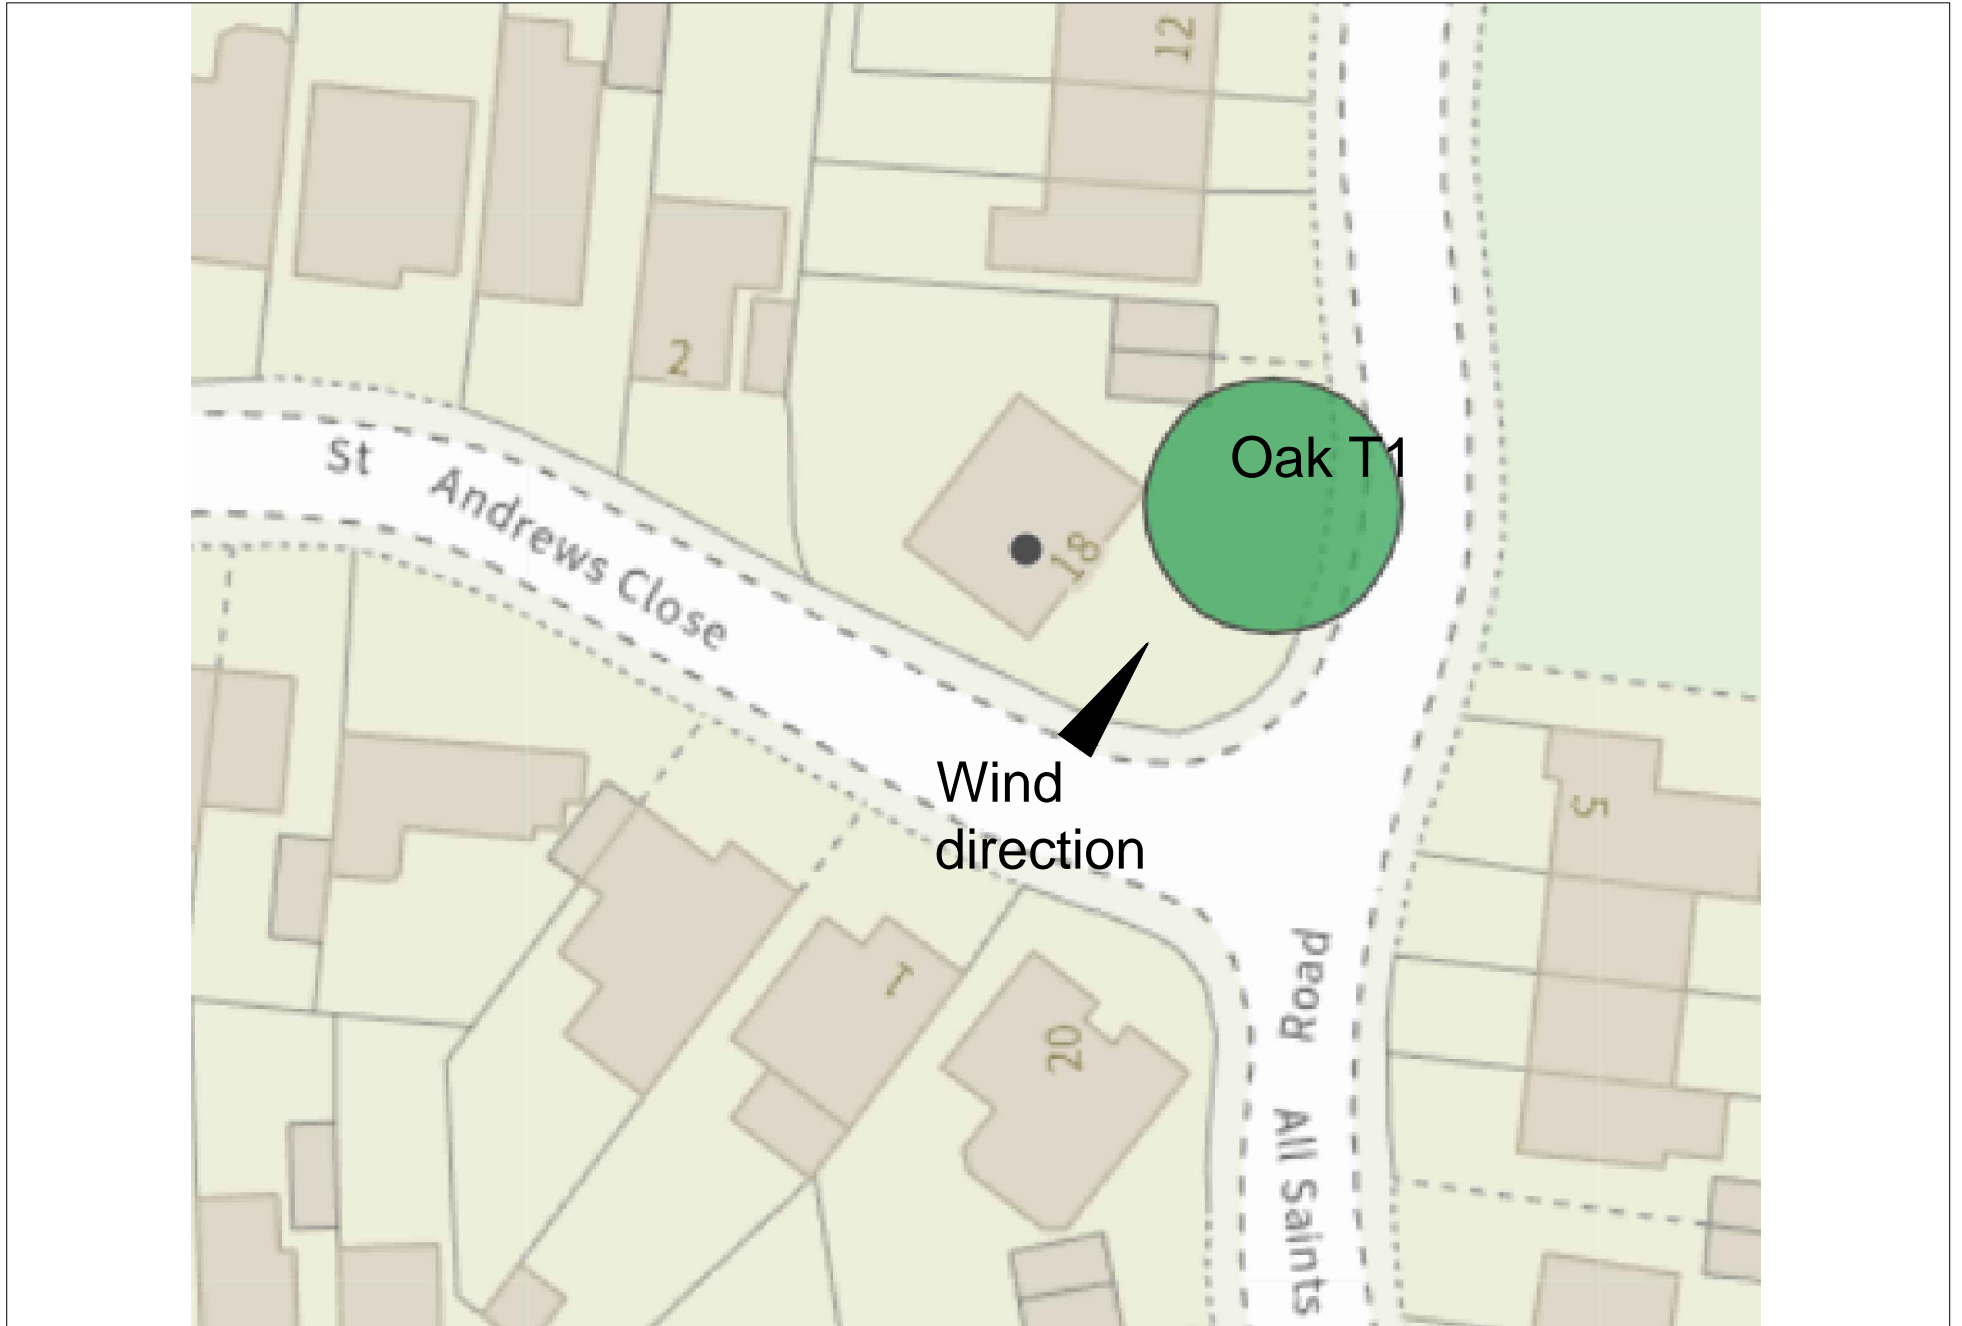 12
2
Oak T1
St Andrews Close
18
Wind
direction
5
1
20
All Saints Road